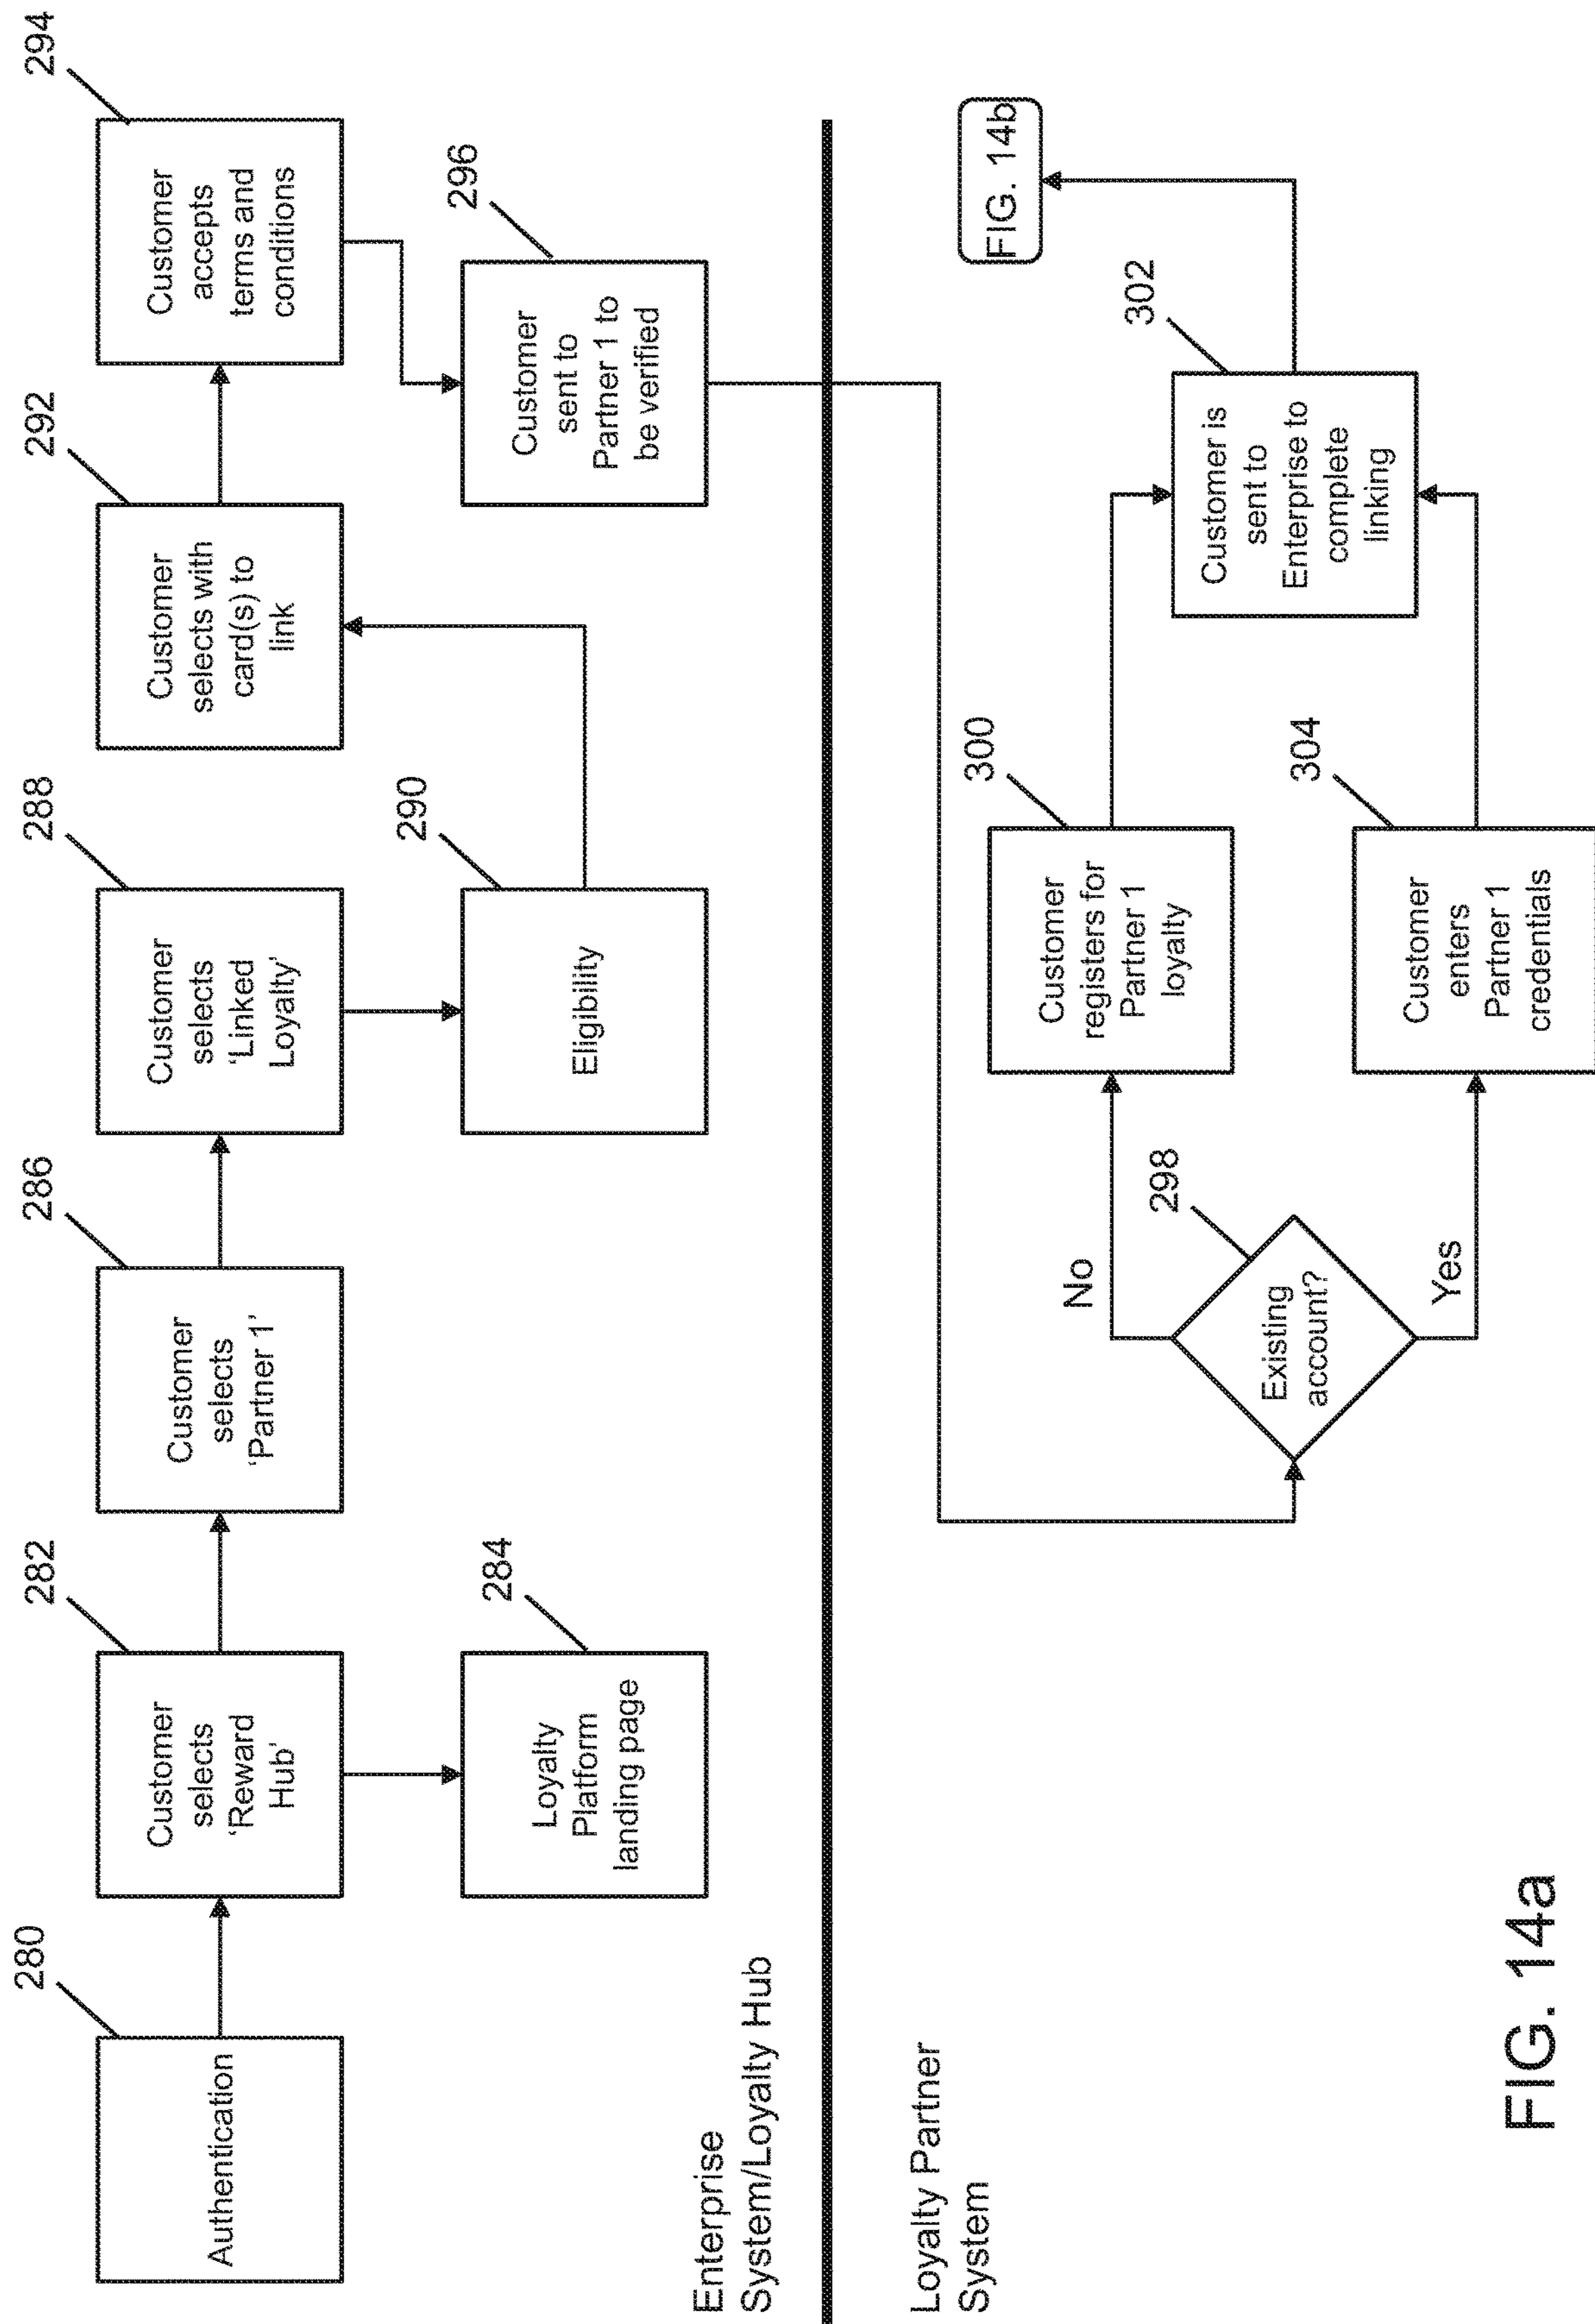 280
Authentication
282
Customer
selects
‘Reward
Hub’
284
Loyalty
Platform
landing page
286
Customer
selects
‘Partner 1’
288
Customer
selects
‘Linked
Loyalty’
290
Eligibility
292
Customer
selects with
card(s) to
link
294
Customer
accepts
terms and
conditions
296
Customer
sent to
Partner 1 to
be verified
Enterprise
System/Loyalty Hub
Loyalty Partner
System
298
Existing
account?
No
Yes
300
Customer
registers for
Partner 1
loyalty
304
Customer
enters
Partner 1
credentials
302
Customer is
sent to
Enterprise to
complete
linking
FIG. 14b
FIG. 14a